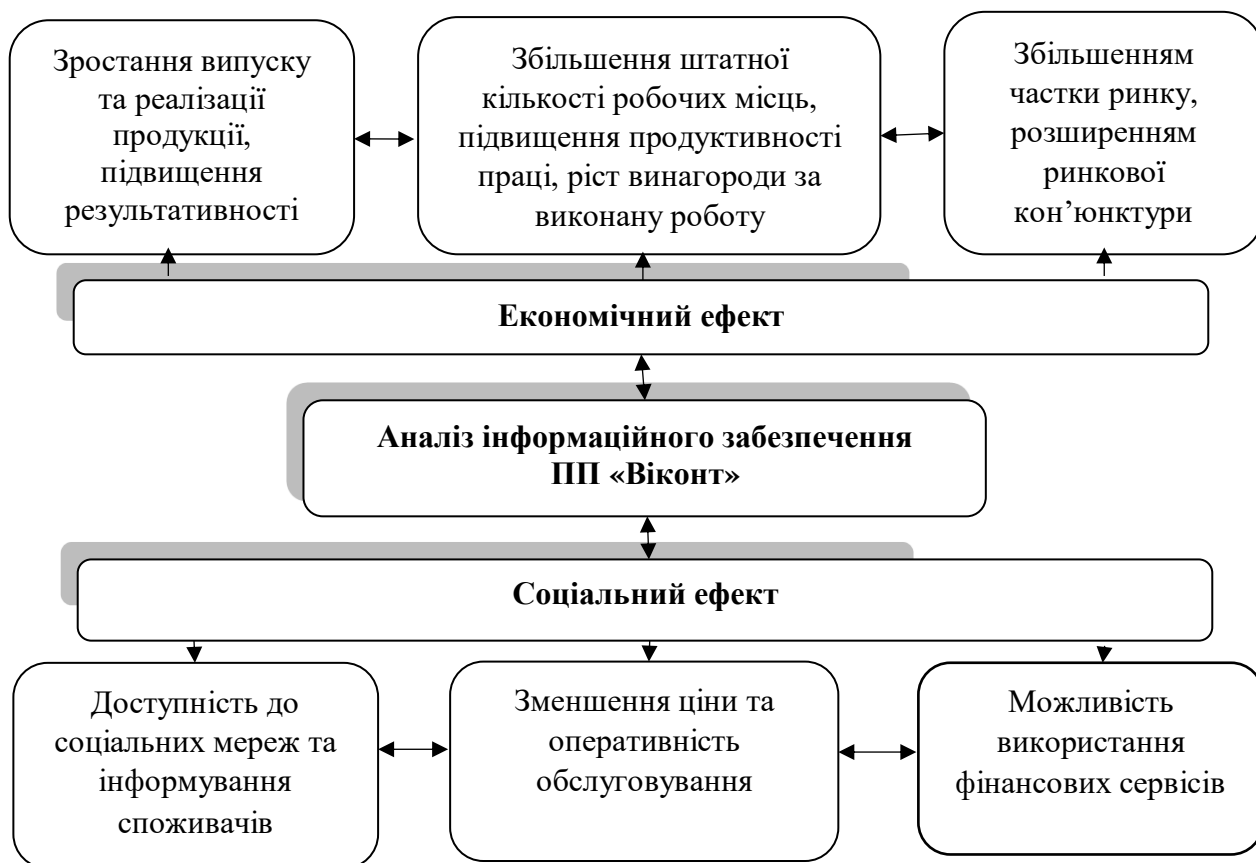 Зростання випуску
та реалізації
продукції,
підвищення
результативності
Збільшення штатної
кількості робочих місць,
підвищення продуктивності
праці, ріст винагороди за
виконану роботу
Збільшенням
частки ринку,
розширенням
ринкової
кон’юнктури
Економічний ефект
Аналіз інформаційного забезпечення
ПП «Віконт»
Соціальний ефект
Доступність до
соціальних мереж та
інформування
споживачів
Зменшення ціни та
оперативність
обслуговування
Можливість
використання
фінансових сервісів